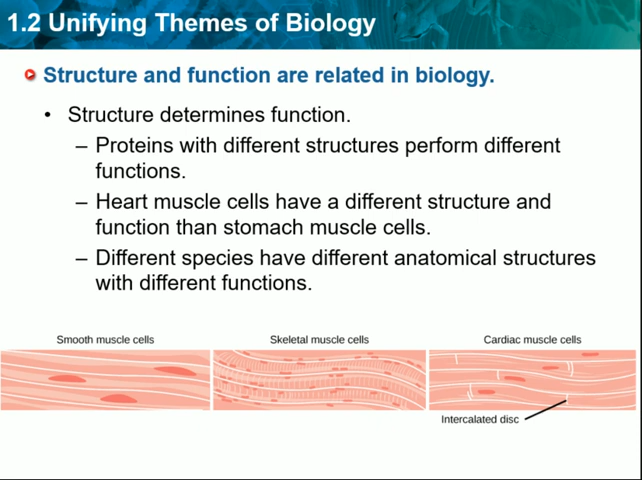 1.2 Unifying Themes of Biology
Structure and function are related in biology.
• Structure determines function.
– Proteins with different structures perform different
functions.
– Heart muscle cells have a different structure and
function than stomach muscle cells.
– Different species have different anatomical structures
with different functions.
Smooth muscle cells
Skeletal muscle cells
Cardiac muscle cells
Intercalated disc